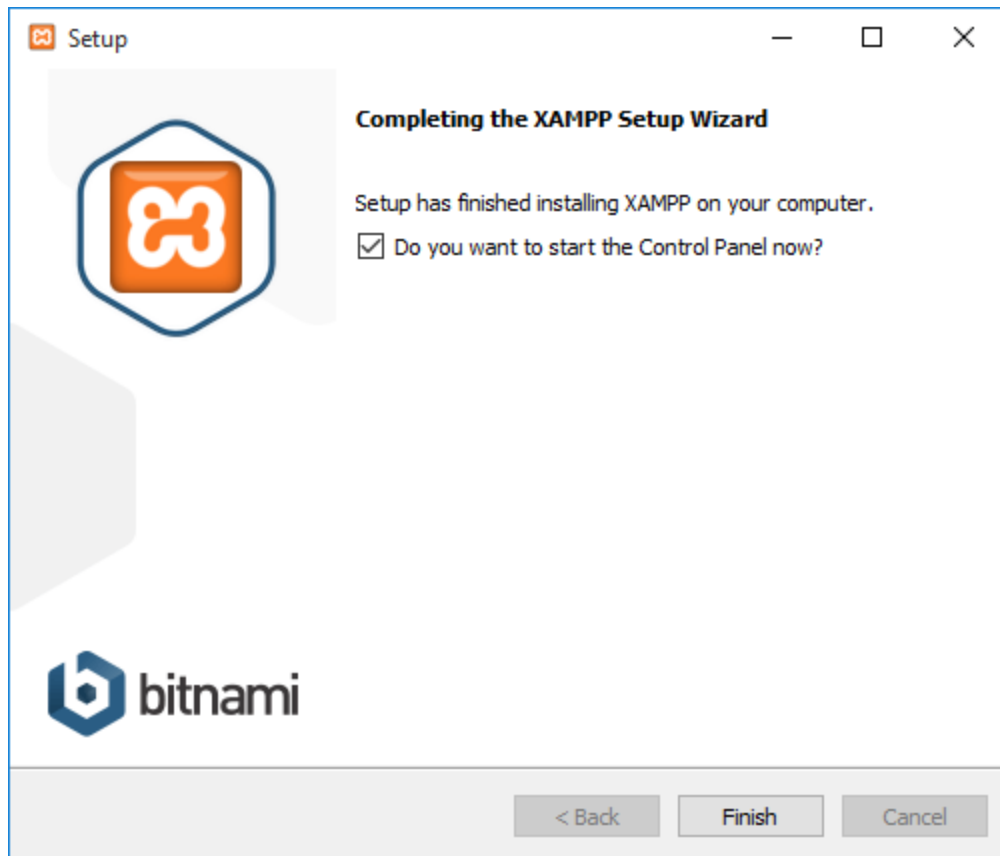 Setup
Completing the XAMPP Setup Wizard
Setup has finished installing XAMPP on your computer.
Do you want to start the Control Panel now?
bitnami
< Back
Finish
Cancel